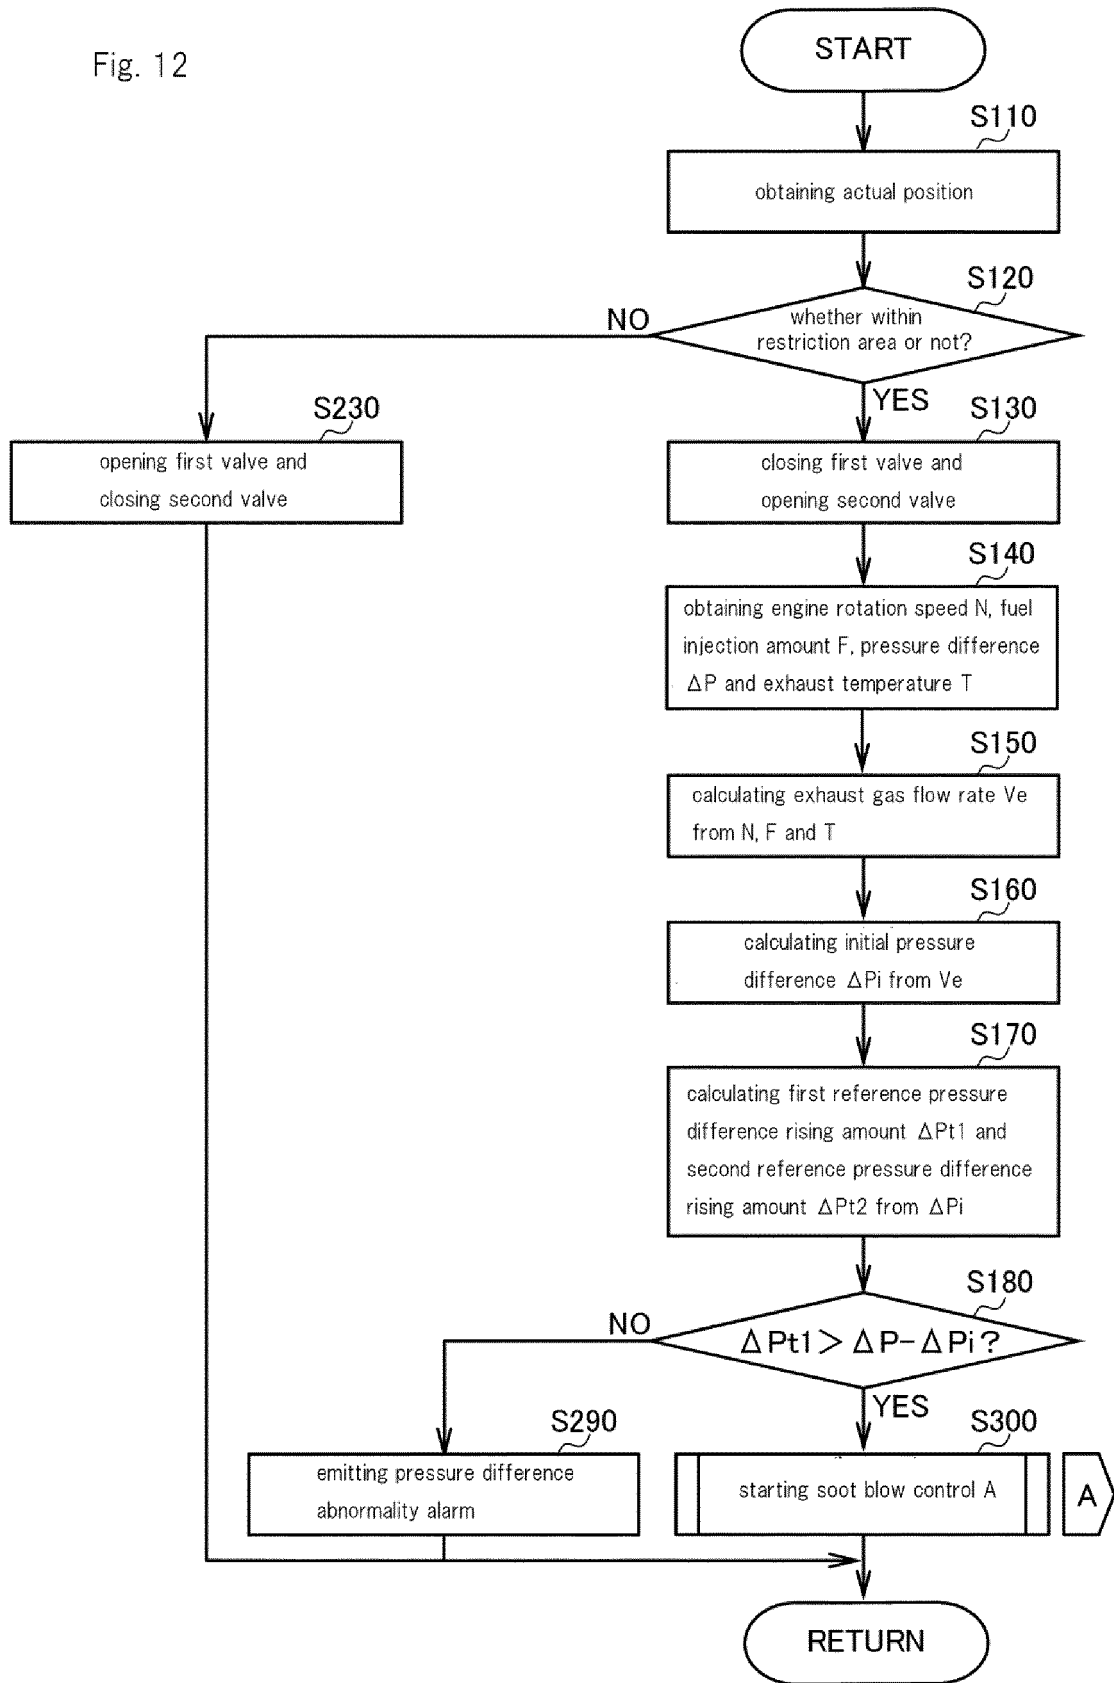 Fig. 12
START
S110
obtaining actual position
S120
whether within
restriction area or not?
NO
YES
S230
opening first valve and
closing second valve
S130
closing first valve and
opening second valve
S140
obtaining engine rotation speed N, fuel
injection amount F, pressure difference
ΔP and exhaust temperature T
S150
calculating exhaust gas flow rate Ve
from N, F and T
S160
calculating initial pressure
difference ΔPi from Ve
S170
calculating first reference pressure
difference rising amount ΔPt1 and
second reference pressure difference
rising amount ΔPt2 from ΔPi
S180
ΔPt1＞ΔP−ΔPi?
NO
YES
S290
emitting pressure difference
abnormality alarm
S300
starting soot blow control A
A
RETURN